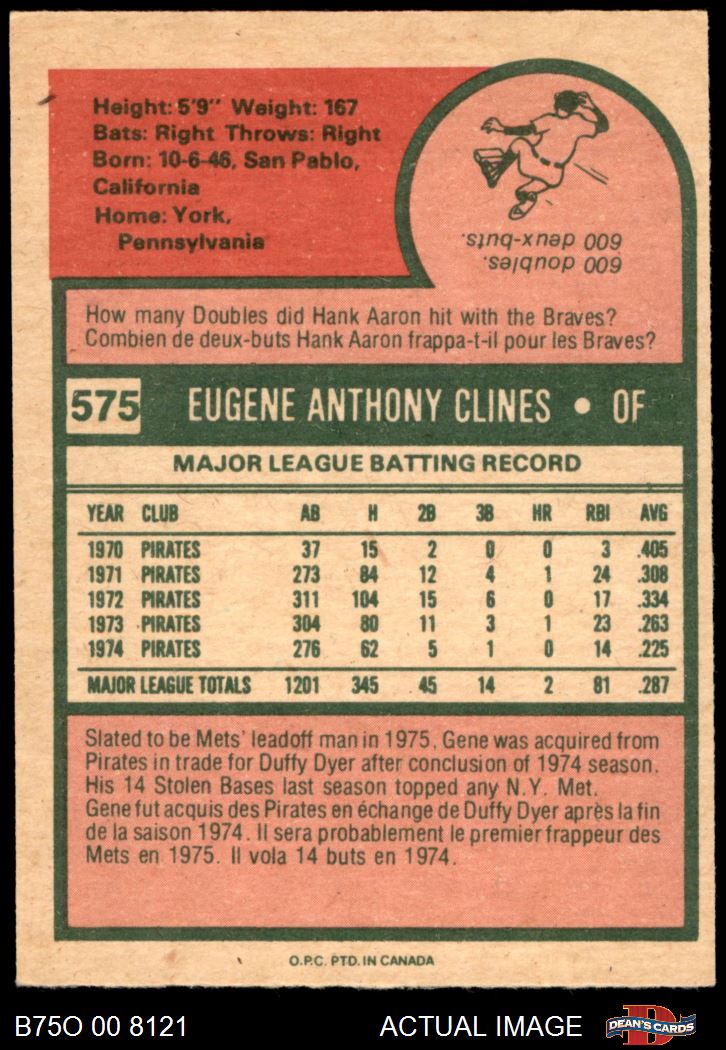 Height: 5'9" Weight: 167
Bats: Right Throws: Right
Born: 10-6-46, San Pablo,
California
Home: York,
Pennsylvania
600 doubles.
600 deux-buts.
How many Doubles did Hank Aaron hit with the Braves?
Combien de deux-buts Hank Aaron frappa-t-il pour les Braves?
575 EUGENE ANTHONY CLINES • OF
MAJOR LEAGUE BATTING RECORD
YEAR CLUB AB H 2B 3B HR RBI AVG
1970 PIRATES 37 15 2 0 0 3 .405
1971 PIRATES 273 84 12 4 1 24 .308
1972 PIRATES 311 104 15 6 0 17 .334
1973 PIRATES 304 80 11 3 1 23 .263
1974 PIRATES 276 62 5 1 0 14 .225
MAJOR LEAGUE TOTALS 1201 345 45 14 2 81 .287
Slated to be Mets' leadoff man in 1975, Gene was acquired from
Pirates in trade for Duffy Dyer after conclusion of 1974 season.
His 14 Stolen Bases last season topped any N.Y. Met.
Gene fut acquis des Pirates en échange de Duffy Dyer après la fin
de la saison 1974. Il sera probablement le premier frappeur des
Mets en 1975. Il vola 14 buts en 1974.
O.P.C. PTD. IN CANADA
B75O 00 8121 ACTUAL IMAGE DEAN'S CARDS